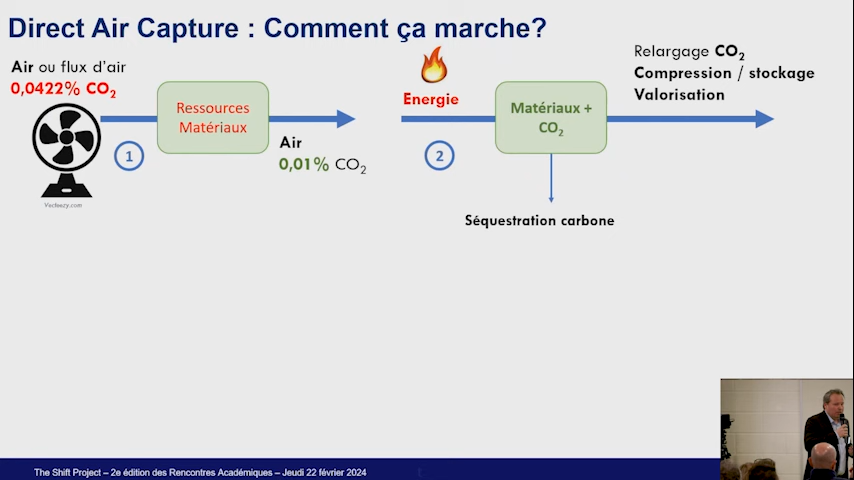 Direct Air Capture : Comment ça marche?
Air ou flux d'air
0,0422% CO₂
Vecteezy.com
1
Ressources
Matériaux
Air
0,01% CO₂
Energie
2
Matériaux +
CO₂
Séquestration carbone
Relargage CO₂
Compression / stockage
Valorisation
The Shift Project – 2e édition des Rencontres Académiques – Jeudi 22 février 2024